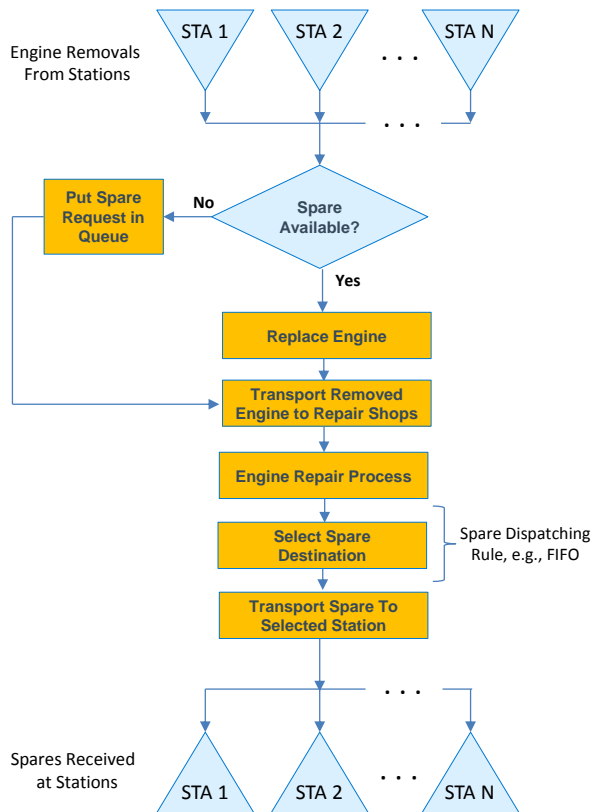 STA 1
STA 2
. . .
STA N
Engine Removals
From Stations
. . .
Put Spare
Request in
Queue
No
Spare
Available?
Yes
Replace Engine
Transport Removed
Engine to Repair Shops
Engine Repair Process
Select Spare
Destination
Spare Dispatching
Rule, e.g., FIFO
Transport Spare To
Selected Station
. . .
Spares Received
at Stations
STA 1
STA 2
. . .
STA N